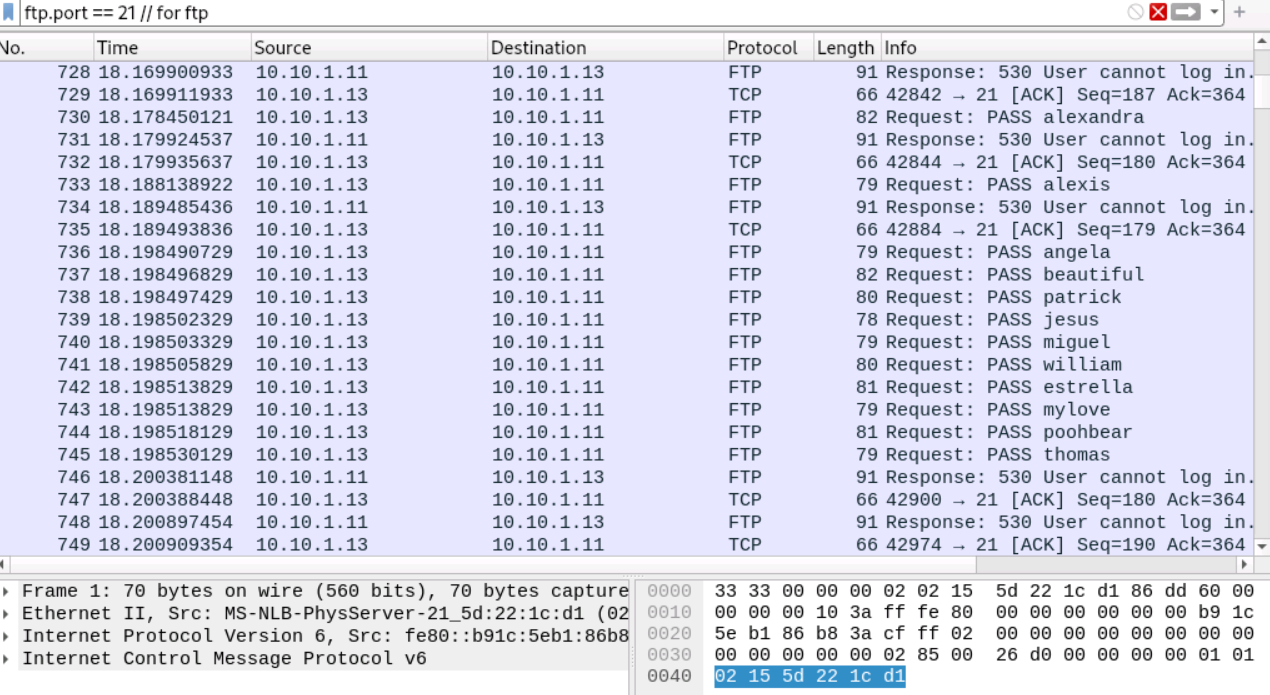 ftp.port == 21 // for ftp
No. Time Source Destination Protocol Length Info
728 18.169900933 10.10.1.11 10.10.1.13 FTP 91 Response: 530 User cannot log in.
729 18.169911933 10.10.1.13 10.10.1.11 TCP 66 42842 → 21 [ACK] Seq=187 Ack=364
730 18.178450121 10.10.1.13 10.10.1.11 FTP 82 Request: PASS alexandra
731 18.179924537 10.10.1.11 10.10.1.13 FTP 91 Response: 530 User cannot log in.
732 18.179935637 10.10.1.13 10.10.1.11 TCP 66 42844 → 21 [ACK] Seq=180 Ack=364
733 18.188138922 10.10.1.13 10.10.1.11 FTP 79 Request: PASS alexis
734 18.189485436 10.10.1.11 10.10.1.13 FTP 91 Response: 530 User cannot log in.
735 18.189493836 10.10.1.13 10.10.1.11 TCP 66 42884 → 21 [ACK] Seq=179 Ack=364
736 18.198490729 10.10.1.13 10.10.1.11 FTP 79 Request: PASS angela
737 18.198496829 10.10.1.13 10.10.1.11 FTP 82 Request: PASS beautiful
738 18.198497429 10.10.1.13 10.10.1.11 FTP 80 Request: PASS patrick
739 18.198502329 10.10.1.13 10.10.1.11 FTP 78 Request: PASS jesus
740 18.198503329 10.10.1.13 10.10.1.11 FTP 79 Request: PASS miguel
741 18.198505829 10.10.1.13 10.10.1.11 FTP 80 Request: PASS william
742 18.198513829 10.10.1.13 10.10.1.11 FTP 81 Request: PASS estrella
743 18.198513829 10.10.1.13 10.10.1.11 FTP 79 Request: PASS mylove
744 18.198518129 10.10.1.13 10.10.1.11 FTP 81 Request: PASS poohbear
745 18.198530129 10.10.1.13 10.10.1.11 FTP 79 Request: PASS thomas
746 18.200381148 10.10.1.11 10.10.1.13 FTP 91 Response: 530 User cannot log in.
747 18.200388448 10.10.1.13 10.10.1.11 TCP 66 42900 → 21 [ACK] Seq=180 Ack=364
748 18.200897454 10.10.1.11 10.10.1.13 FTP 91 Response: 530 User cannot log in.
749 18.200909354 10.10.1.13 10.10.1.11 TCP 66 42974 → 21 [ACK] Seq=190 Ack=364
Frame 1: 70 bytes on wire (560 bits), 70 bytes capture
Ethernet II, Src: MS-NLB-PhysServer-21_5d:22:1c:d1 (02
Internet Protocol Version 6, Src: fe80::b91c:5eb1:86b8
Internet Control Message Protocol v6
0000 33 33 00 00 00 02 02 15 5d 22 1c d1 86 dd 60 00
0010 00 00 00 10 3a ff fe 80 00 00 00 00 00 00 b9 1c
0020 5e b1 86 b8 3a cf ff 02 00 00 00 00 00 00 00 00
0030 00 00 00 00 00 02 85 00 26 d0 00 00 00 00 01 01
0040 02 15 5d 22 1c d1